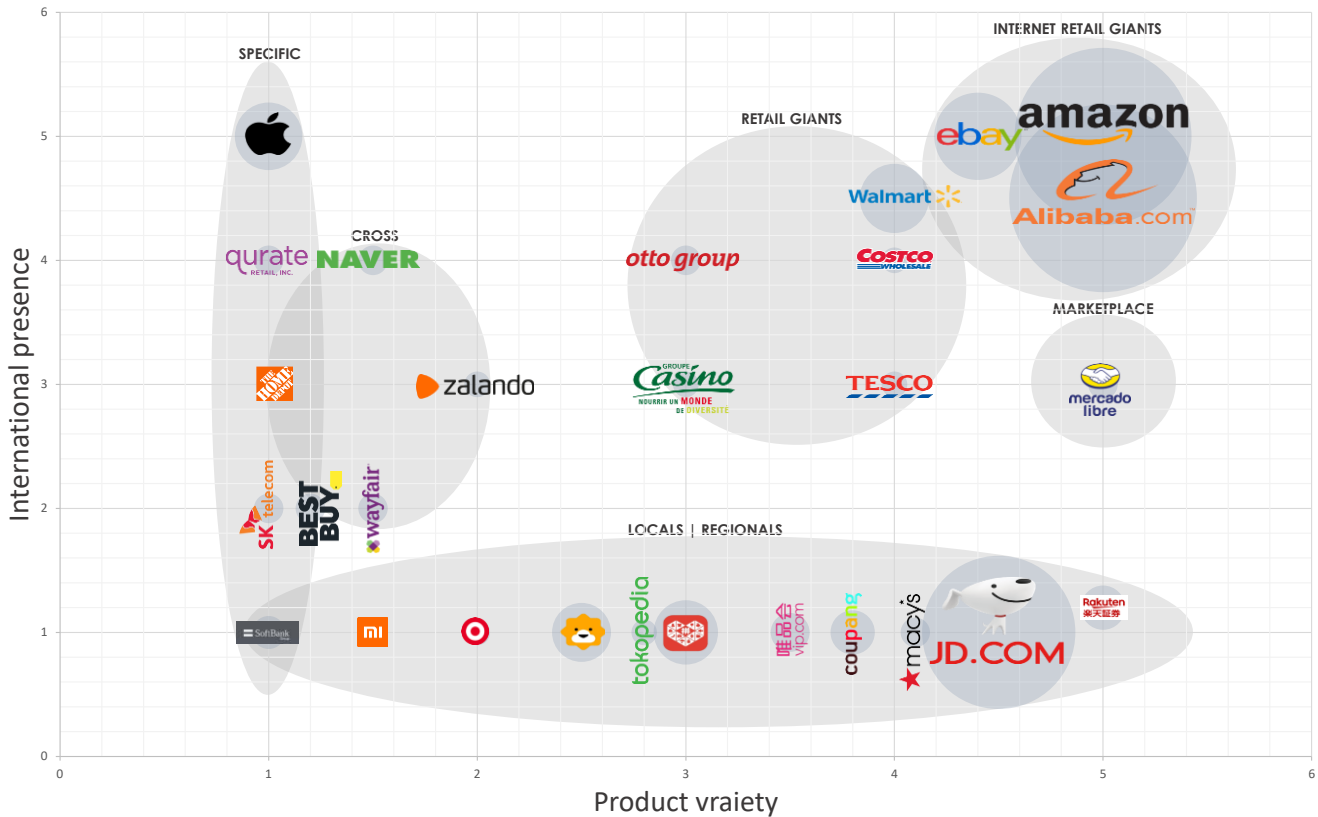 6
INTERNET RETAIL GIANTS
SPECIFIC
amazon
RETAIL GIANTS
5
ebay
Alibaba.com™
Walmart
CROSS
4
qurate
RETAIL, INC.
NAVER
otto group
COSTCO
WHOLESALE
MARKETPLACE
3
THE
HOME
DEPOT
zalando
GROUPE
Casino
NOURRIR UN MONDE
DE DIVERSITÉ
TESCO
mercado
libre
2
SK telecom
BEST
BUY
wayfair
LOCALS | REGIONALS
1
SoftBank
mi
tokopedia
唯品会
vip.com
coupang
macys
JD.COM
Rakuten
楽天証券
0
0
1
2
3
4
5
6
International presence
Product vraiety